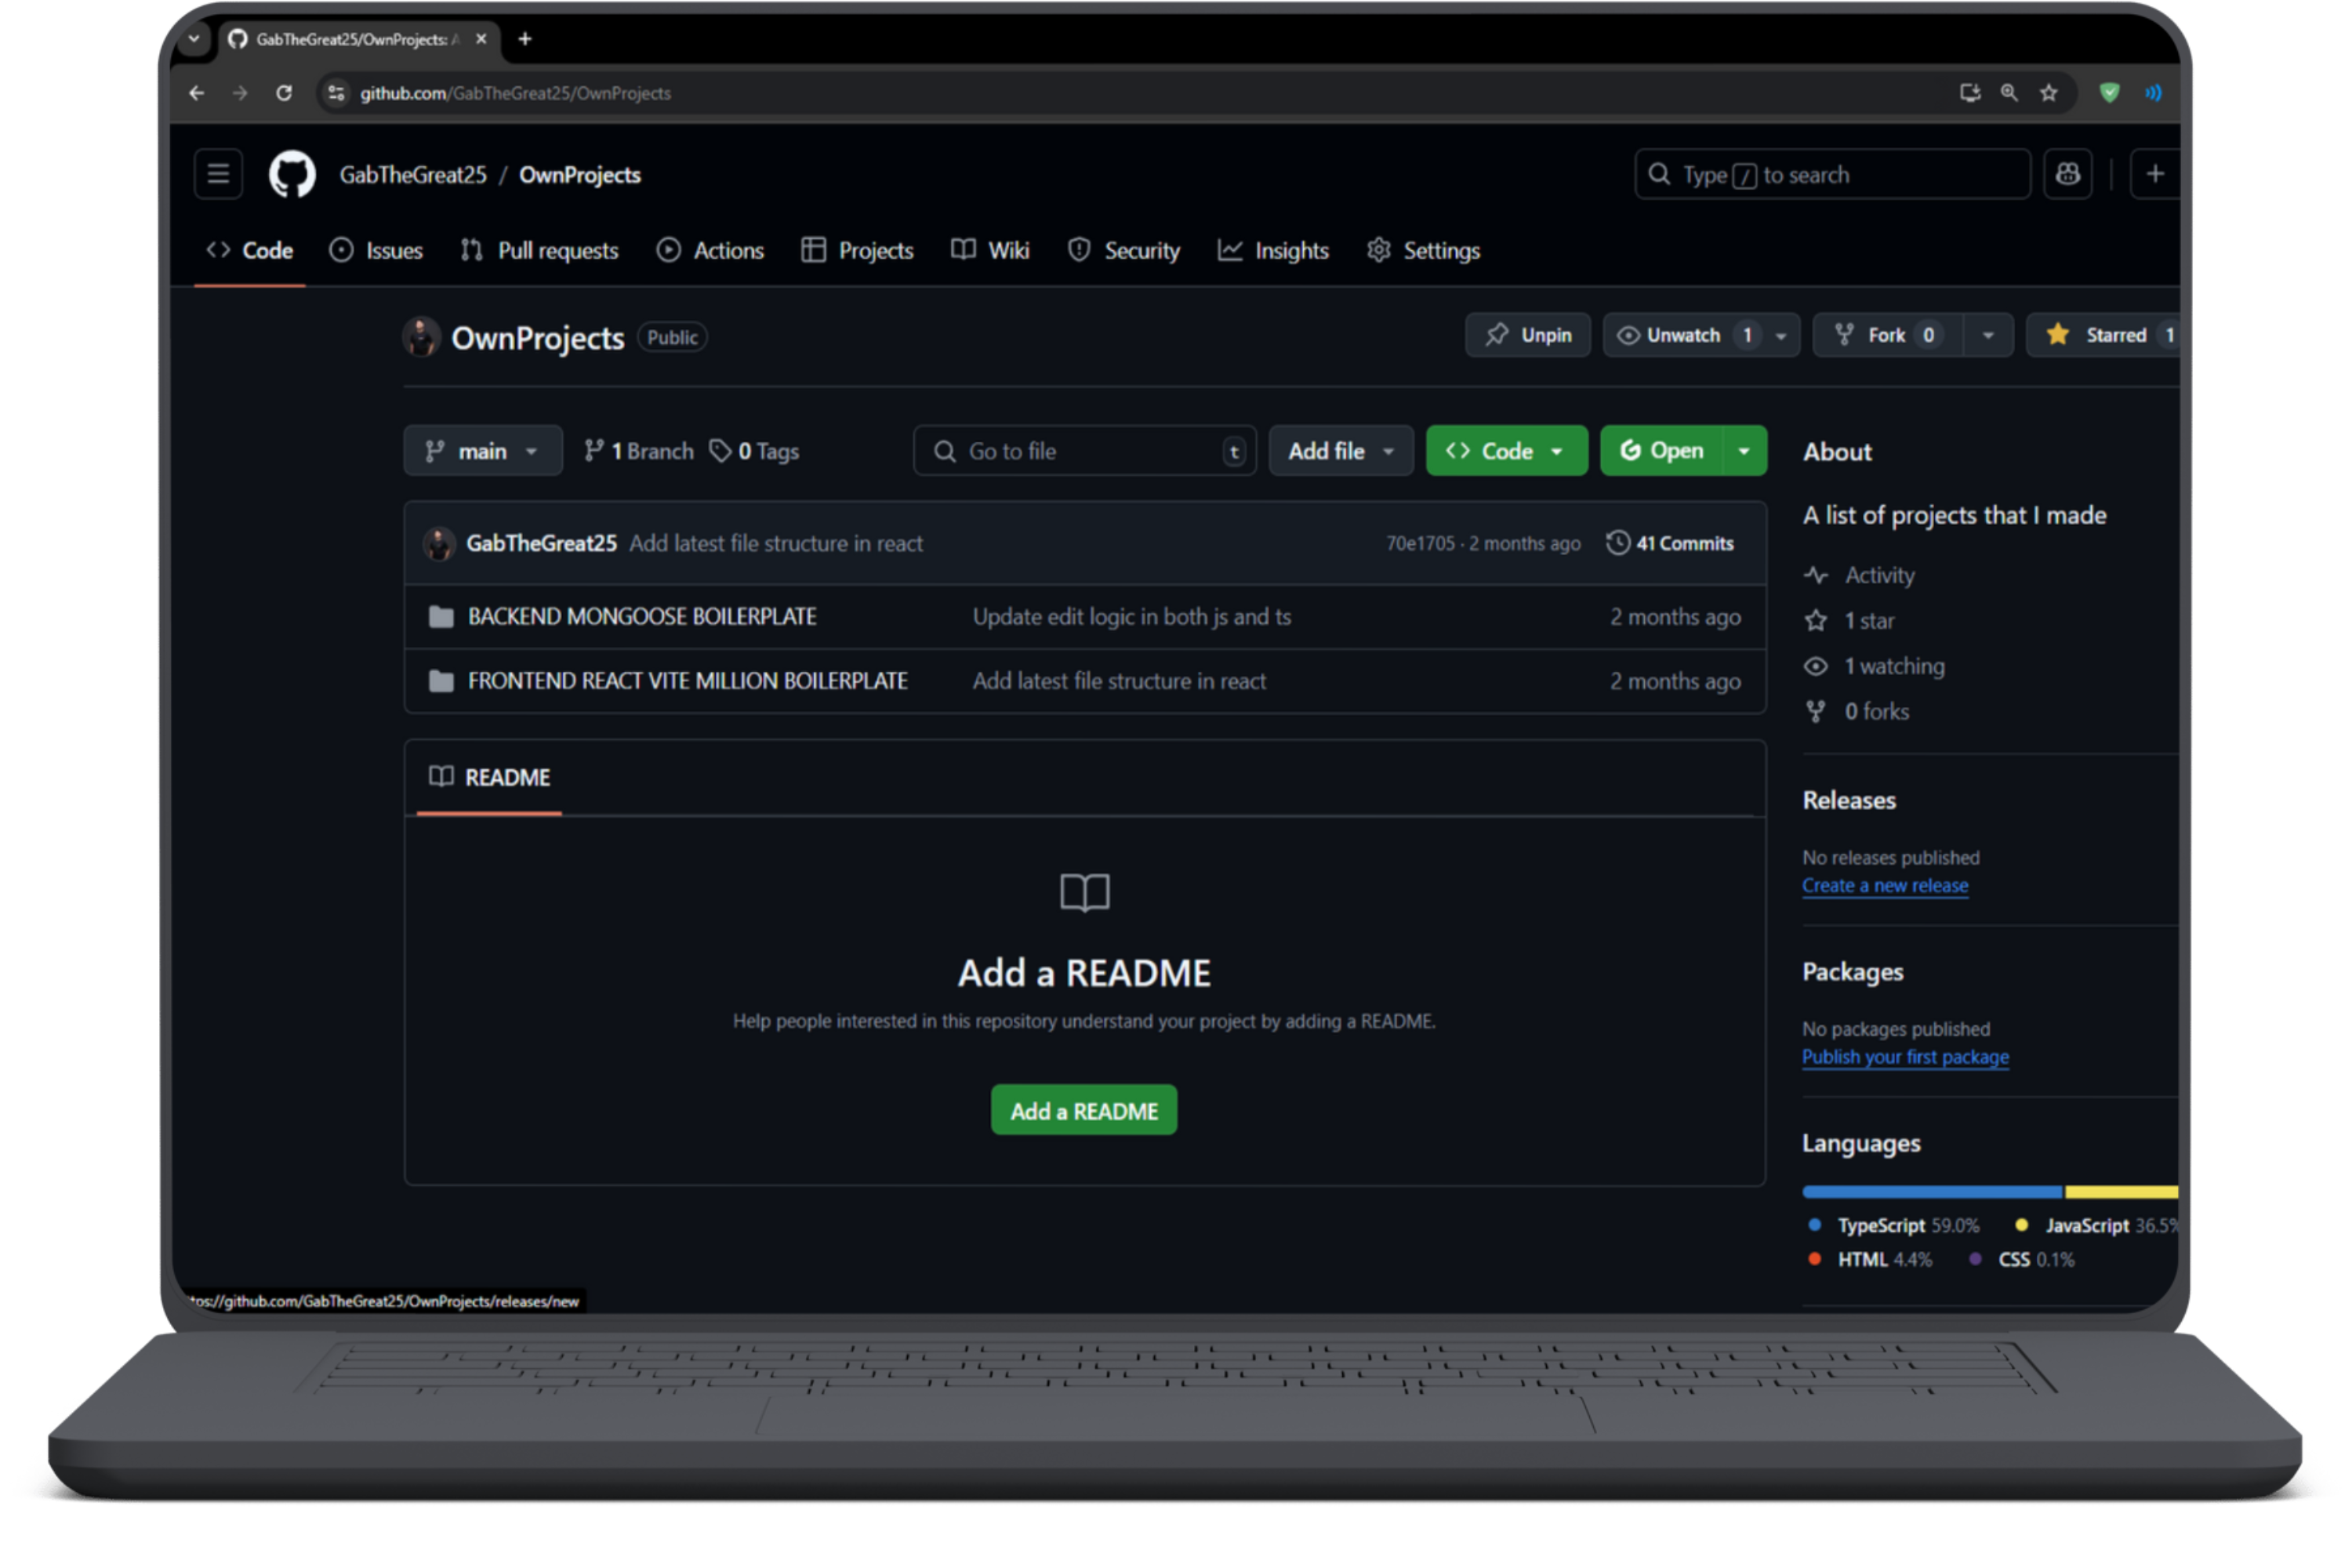 GabTheGreat25/OwnProjects: A
github.com/GabTheGreat25/OwnProjects
GabTheGreat25 / OwnProjects
Type / to search
Code Issues Pull requests Actions Projects Wiki Security Insights Settings
OwnProjects Public
Unpin Unwatch 1 Fork 0 Starred 1
main 1 Branch 0 Tags Go to file t Add file Code Open
GabTheGreat25 Add latest file structure in react 70e1705 · 2 months ago 41 Commits
BACKEND MONGOOSE BOILERPLATE Update edit logic in both js and ts 2 months ago
FRONTEND REACT VITE MILLION BOILERPLATE Add latest file structure in react 2 months ago
README
Add a README
Help people interested in this repository understand your project by adding a README.
Add a README
About
A list of projects that I made
Activity
1 star
1 watching
0 forks
Releases
No releases published
Create a new release
Packages
No packages published
Publish your first package
Languages
TypeScript 59.0% JavaScript 36.5%
HTML 4.4% CSS 0.1%
tps://github.com/GabTheGreat25/OwnProjects/releases/new